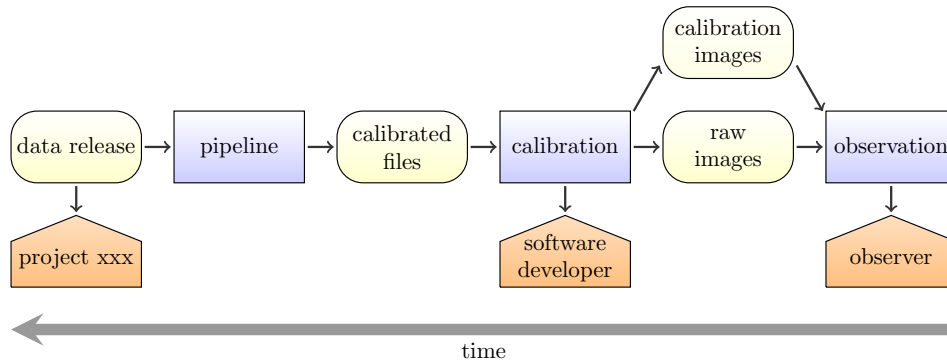 calibration
images
data release
pipeline
calibrated
files
calibration
raw
images
observation
project xxx
software
developer
observer
time